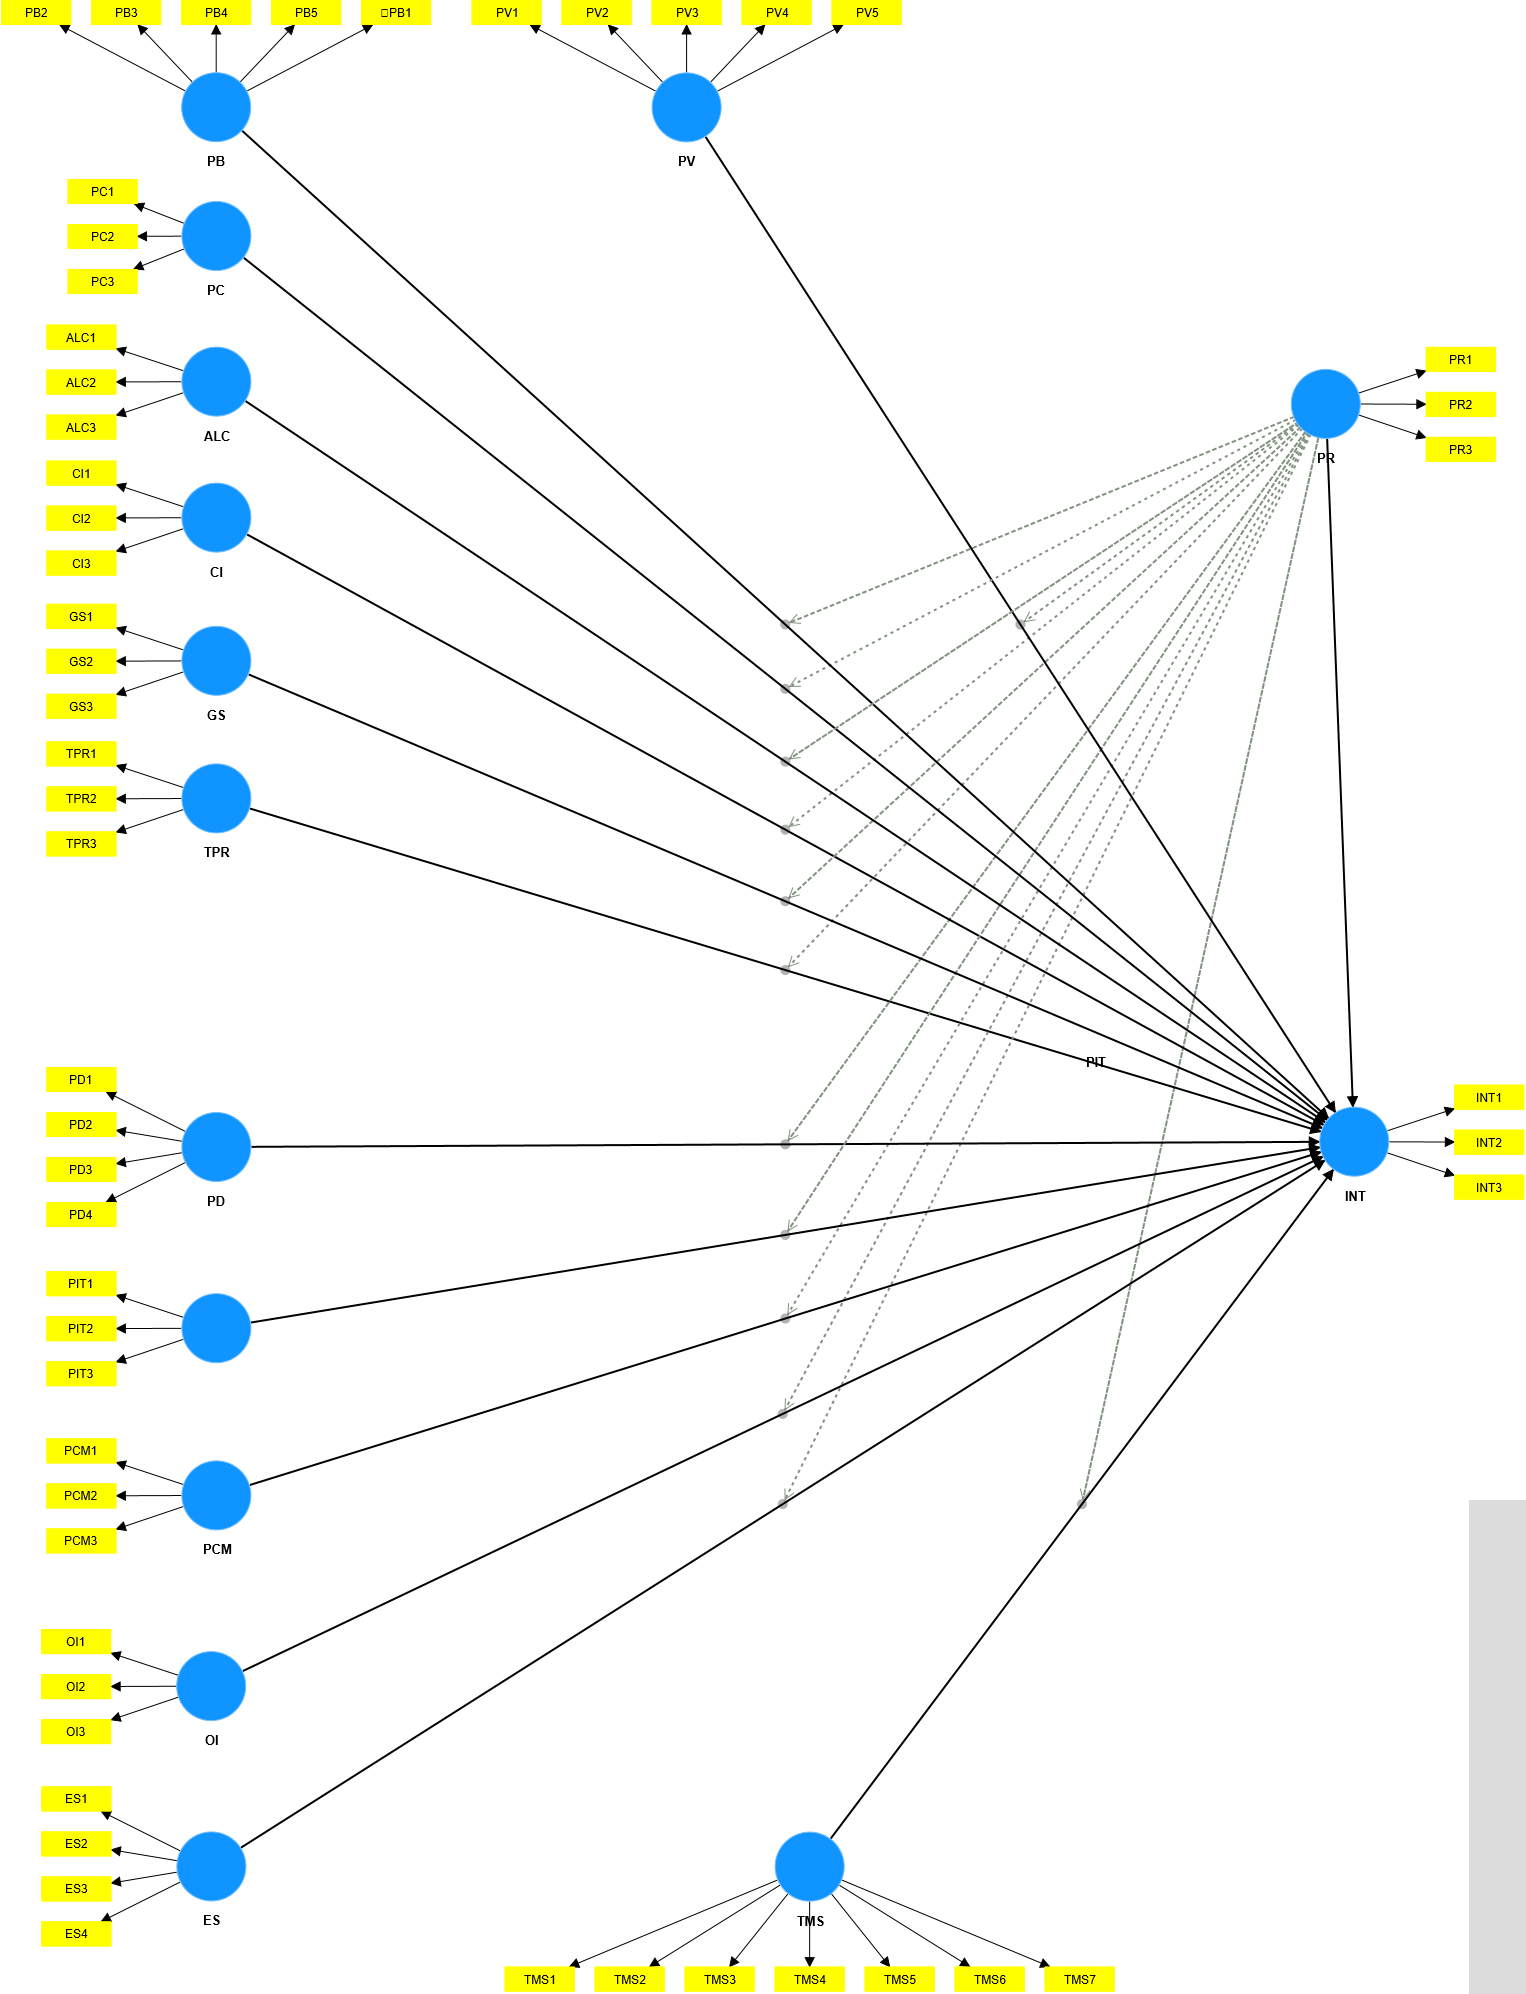 PB2
PB3
PB4
PB5
□PB1
PV1
PV2
PV3
PV4
PV5
PB
PV
PC1
PC2
PC3
PC
ALC1
ALC2
ALC3
ALC
PR1
PR2
PR3
PR
CI1
CI2
CI3
CI
GS1
GS2
GS3
GS
TPR1
TPR2
TPR3
TPR
PIT
PD1
PD2
PD3
PD4
PD
INT1
INT2
INT3
INT
PIT1
PIT2
PIT3
PCM1
PCM2
PCM3
PCM
OI1
OI2
OI3
OI
ES1
ES2
ES3
ES4
ES
TMS
TMS1
TMS2
TMS3
TMS4
TMS5
TMS6
TMS7